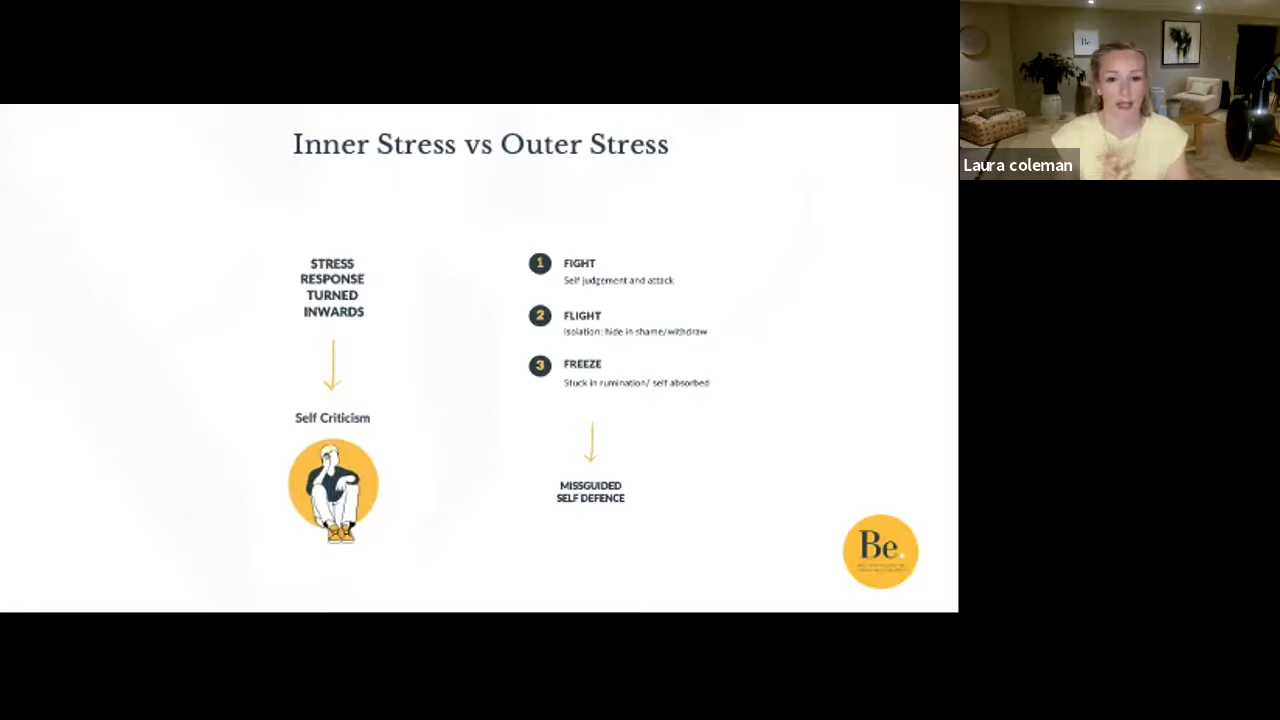 Inner Stress vs Outer Stress
STRESS
RESPONSE
TURNED
INWARDS
Self Criticism
1
FIGHT
Self judgement and attack
2
FLIGHT
Isolation: hide in shame/withdraw
3
FREEZE
Stuck in rumination/ self absorbed
MISSGUIDED
SELF DEFENCE
Be.
Be
Laura coleman